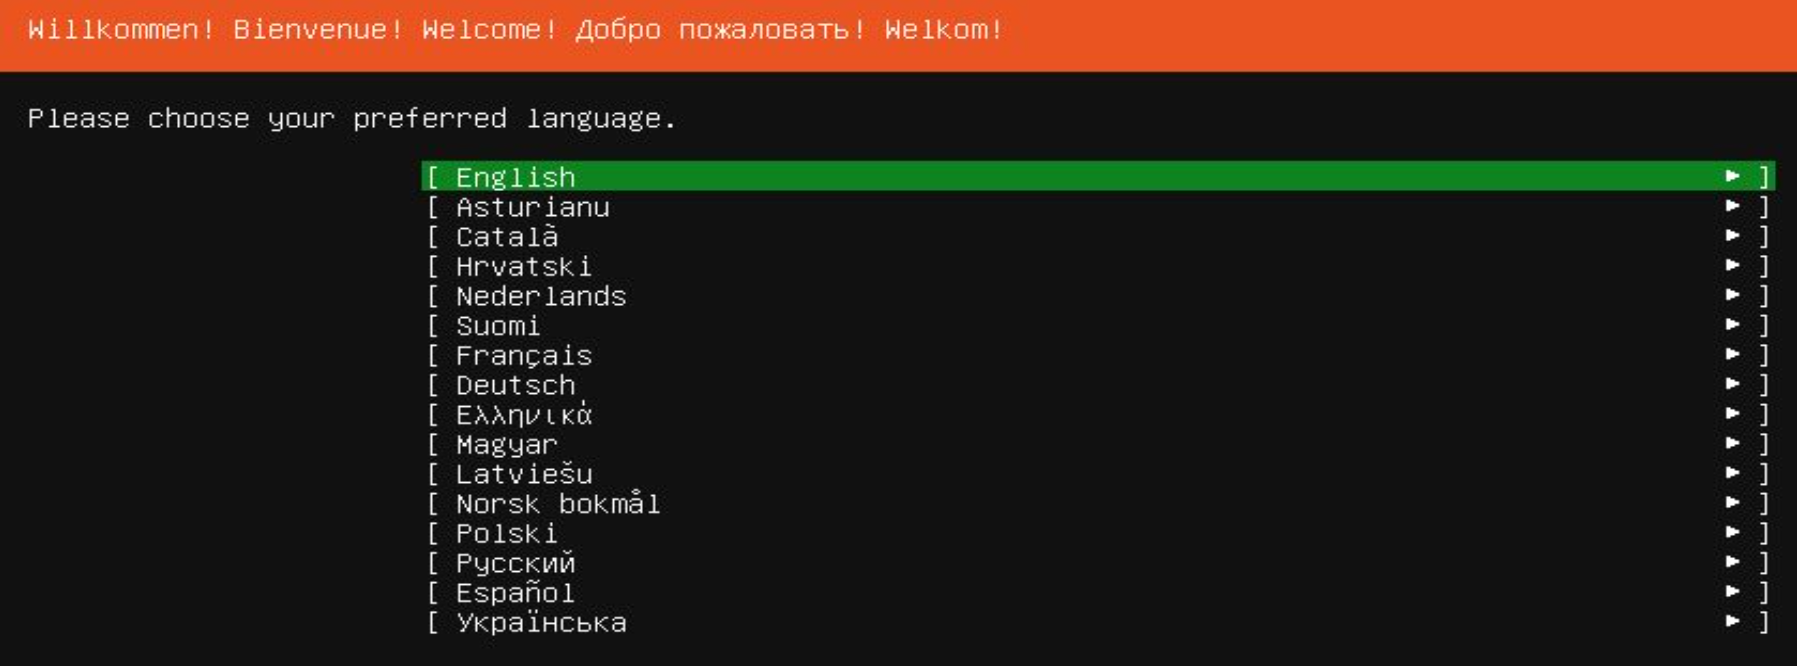 Willkommen! Bienvenue! Welcome! Добро пожаловать! Welkom!
Please choose your preferred language.
[ English ► ]
[ Asturianu ► ]
[ Català ► ]
[ Hrvatski ► ]
[ Nederlands ► ]
[ Suomi ► ]
[ Français ► ]
[ Deutsch ► ]
[ Ελληνικά ► ]
[ Magyar ► ]
[ Latviešu ► ]
[ Norsk bokmål ► ]
[ Polski ► ]
[ Русский ► ]
[ Español ► ]
[ Українська ► ]